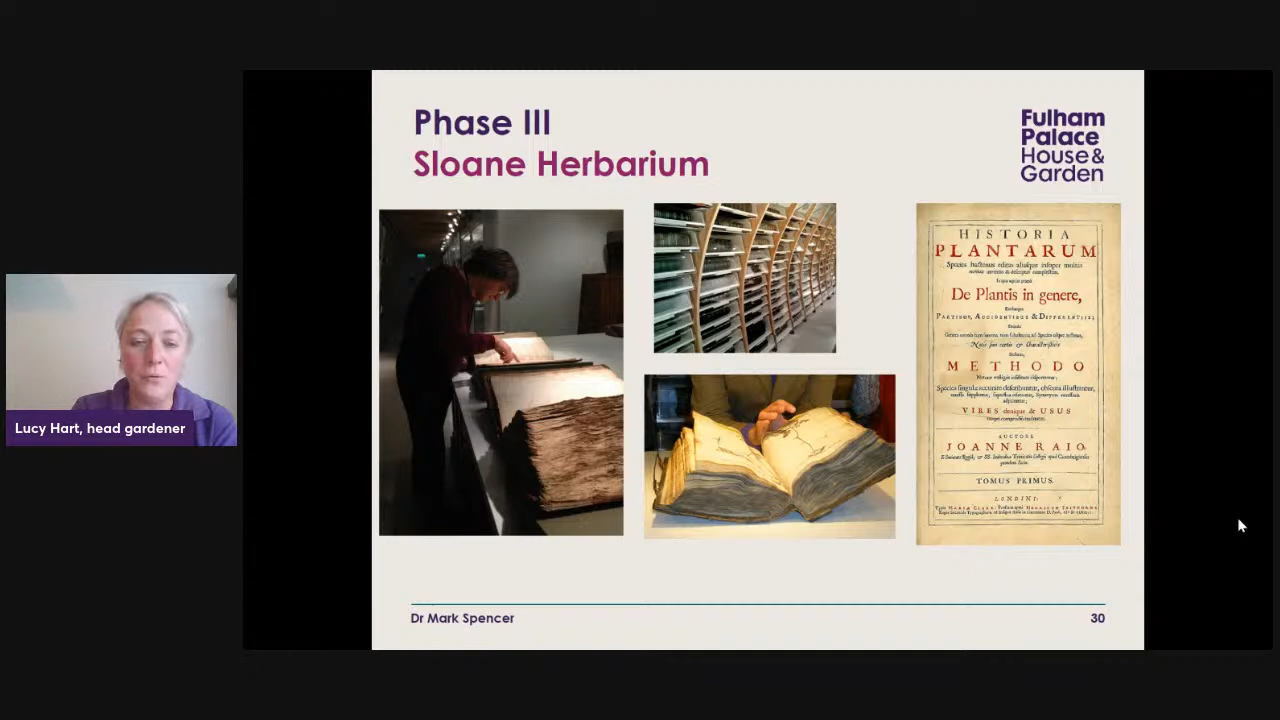 Phase III
Sloane Herbarium
Fulham
Palace
House &
Garden
HISTORIA
PLANTARUM
De Plantis in genere,
METHODO
VIRES denique & USUS
AUCTORE
JOANNE RAIO,
TOMUS PRIMUS.
LONDINI:
Lucy Hart, head gardener
Dr Mark Spencer
30